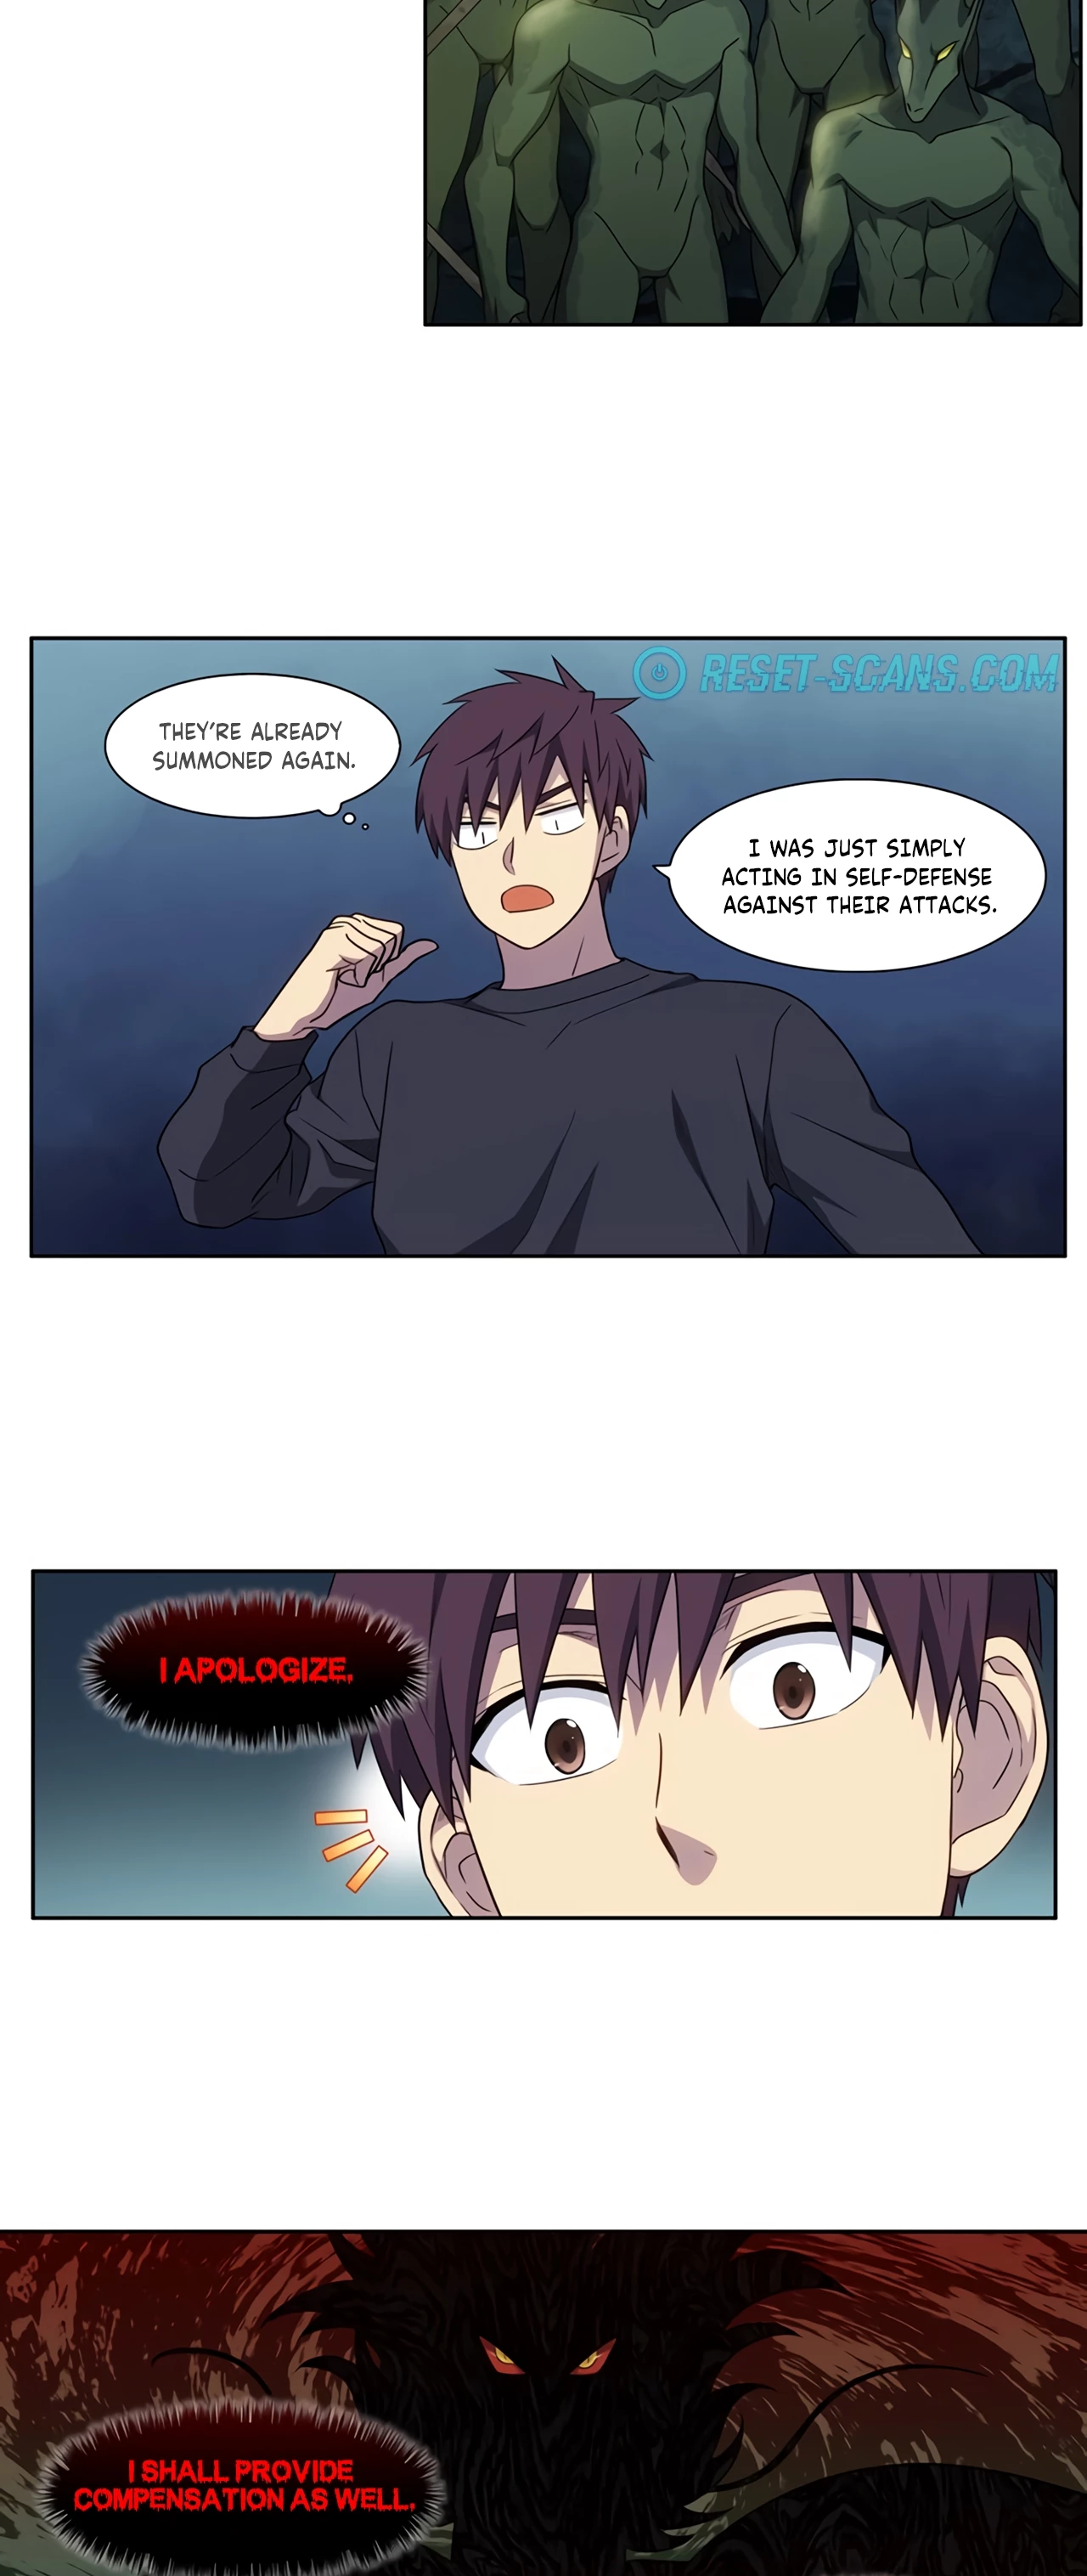 RESET-SCANS.COM
THEY'RE ALREADY
SUMMONED AGAIN.
I WAS JUST SIMPLY
ACTING IN SELF-DEFENSE
AGAINST THEIR ATTACKS.
I APOLOGIZE.
I SHALL PROVIDE
COMPENSATION AS WELL.